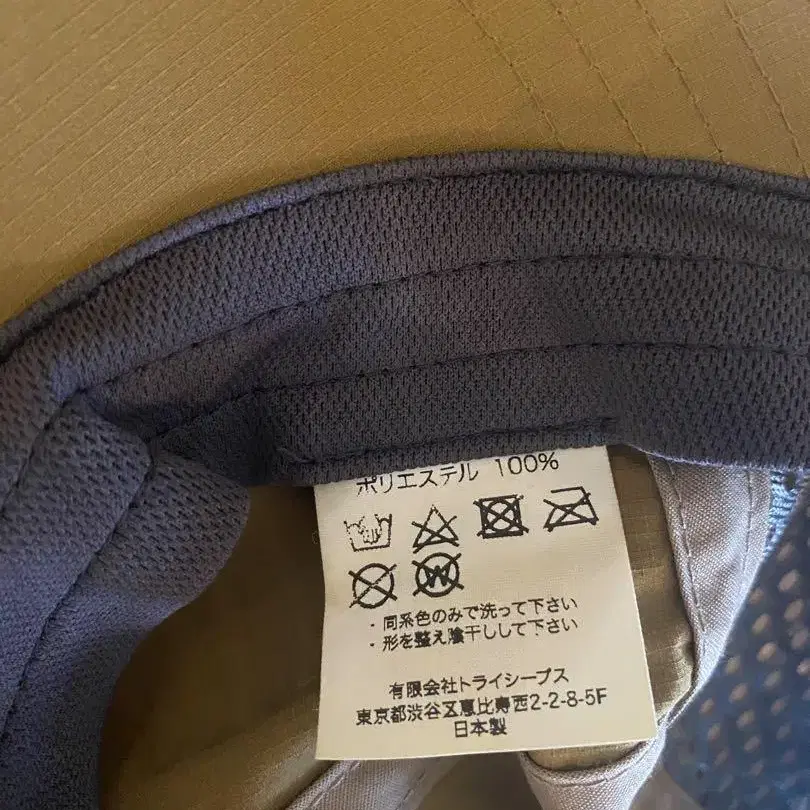 ポリエステル 100%
W
・同系色のみで洗って下さい
・形を整え陰干しして下さい
有限会社トライシープス
東京都渋谷区恵比寿西2-2-8-5F
日本製